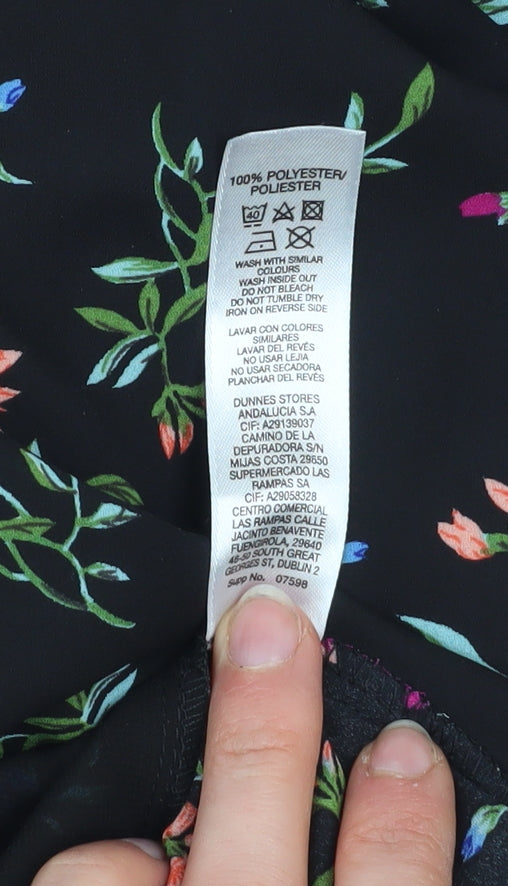 100% POLYESTER/
POLIESTER
40
WASH WITH SIMILAR
COLOURS
WASH INSIDE OUT
DO NOT BLEACH
DO NOT TUMBLE DRY
IRON ON REVERSE SIDE
LAVAR CON COLORES
SIMILARES
LAVAR DEL REVÉS
NO USAR LEJIA
NO USAR SECADORA
PLANCHAR DEL REVÉS
DUNNES STORES
ANDALUCIA S.A
CIF: A29139037
CAMINO DE LA
DEPURADORA S/N
MIJAS COSTA 29650
SUPERMERCADO LAS
RAMPAS SA
CIF: A29058328
CENTRO COMERCIAL
LAS RAMPAS CALLE
JACINTO BENAVENTE
FUENGIROLA, 29640
46-50 SOUTH GREAT
GEORGES ST, DUBLIN 2
Supp No. 07598